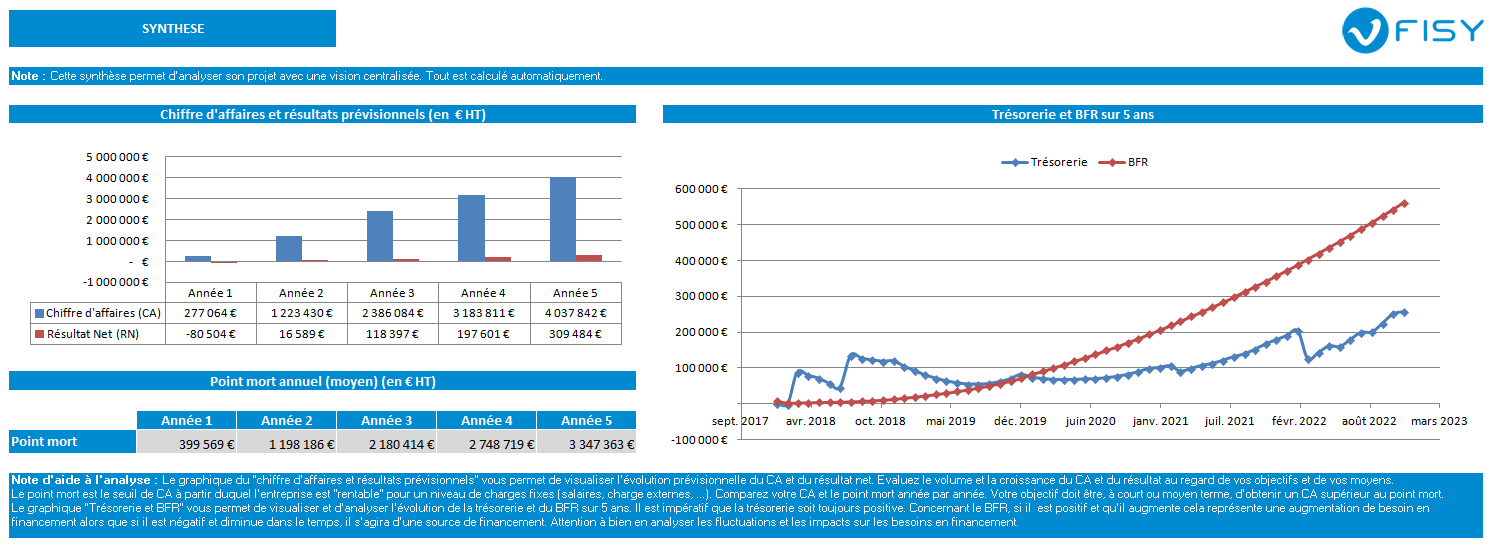 SYNTHESE
FISY
Note : Cette synthèse permet d'analyser son projet avec une vision centralisée. Tout est calculé automatiquement.
Chiffre d'affaires et résultats prévisionnels (en € HT)
5 000 000 €
4 000 000 €
3 000 000 €
2 000 000 €
1 000 000 €
- €
-1 000 000 €
Année 1 Année 2 Année 3 Année 4 Année 5
Chiffre d'affaires (CA) 277 064 € 1 223 430 € 2 386 084 € 3 183 811 € 4 037 842 €
Résultat Net (RN) -80 504 € 16 589 € 118 397 € 197 601 € 309 484 €
Point mort annuel (moyen) (en € HT)
Année 1 Année 2 Année 3 Année 4 Année 5
Point mort 399 569 € 1 198 186 € 2 180 414 € 2 748 719 € 3 347 363 €
Trésorerie et BFR sur 5 ans
Trésorerie BFR
600 000 €
500 000 €
400 000 €
300 000 €
200 000 €
100 000 €
-100 000 €
sept. 2017 avr. 2018 oct. 2018 mai 2019 déc. 2019 juin 2020 janv. 2021 juil. 2021 févr. 2022 août 2022 mars 2023
Note d'aide à l'analyse : Le graphique du "chiffre d'affaires et résultats prévisionnels" vous permet de visualiser l'évolution prévisionnelle du CA et du résultat net. Evaluez le volume et la croissance du CA et du résultat au regard de vos objectifs et de vos moyens.
Le point mort est le seuil de CA à partir duquel l'entreprise est "rentable" pour un niveau de charges fixes (salaires, charge externes, ...). Comparez votre CA et le point mort année par année. Votre objectif doit être, à court ou moyen terme, d'obtenir un CA supérieur au point mort.
Le graphique "Trésorerie et BFR" vous permet de visualiser et d'analyser l'évolution de la trésorerie et du BFR sur 5 ans. Il est impératif que la trésorerie soit toujours positive. Concernant le BFR, si il est positif et qu'il augmente cela représente une augmentation de besoin en
financement alors que si il est négatif et diminue dans le temps, il s'agira d'une source de financement. Attention à bien en analyser les fluctuations et les impacts sur les besoins en financement.